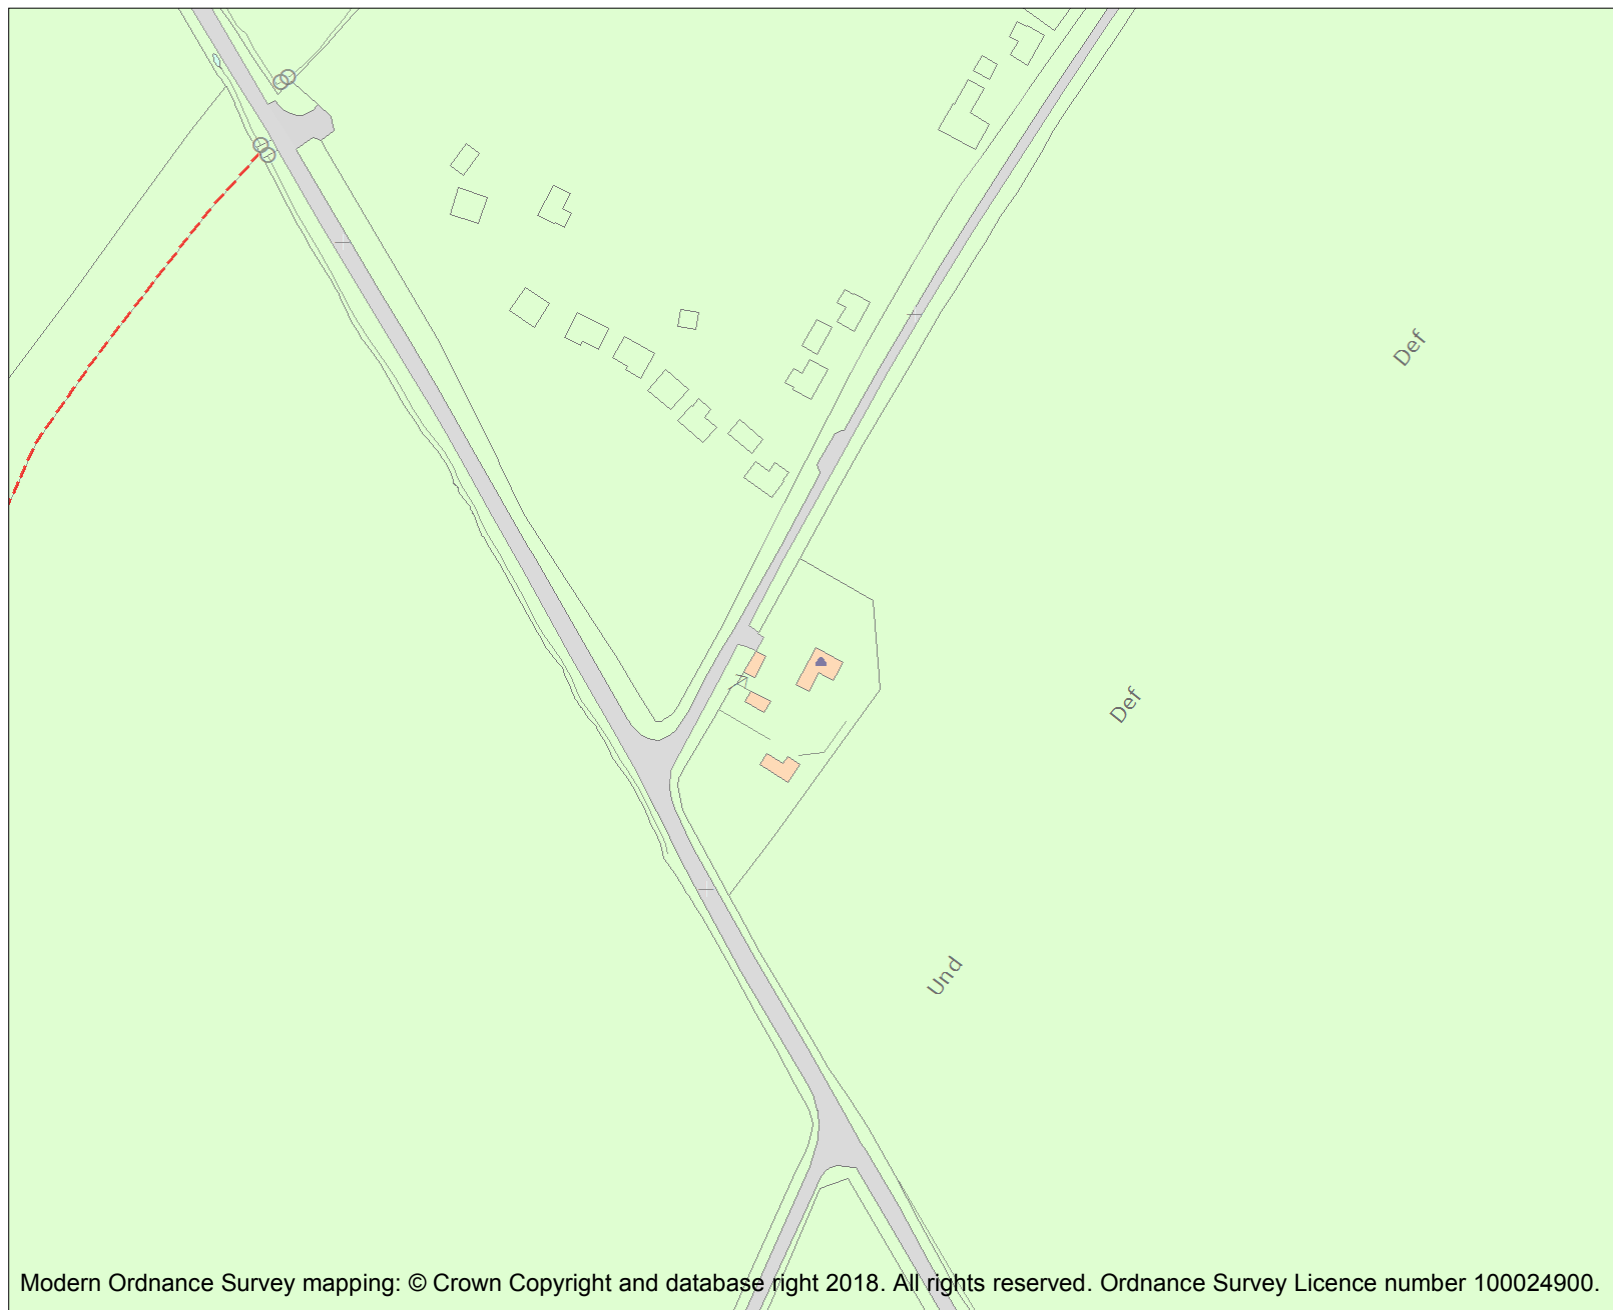 Def
Def
Und
Modern Ordnance Survey mapping: © Crown Copyright and database right 2018. All rights reserved. Ordnance Survey Licence number 100024900.